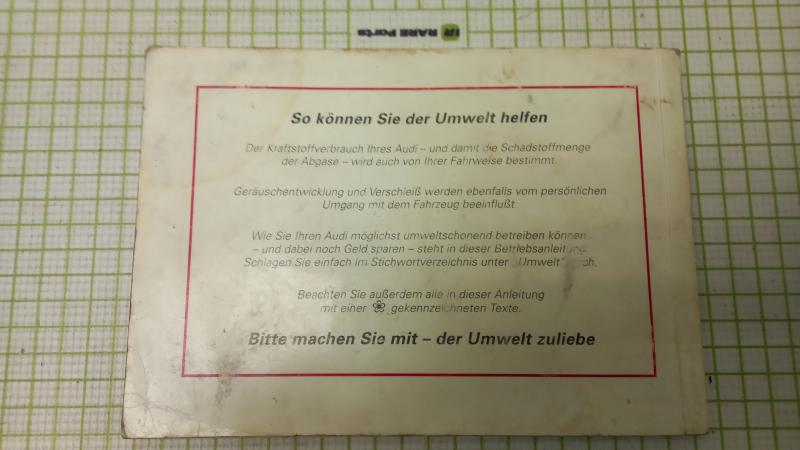 RARE Parts
So können Sie der Umwelt helfen
Der Kraftstoffverbrauch Ihres Audi – und damit die Schadstoffmenge
der Abgase – wird auch von Ihrer Fahrweise bestimmt.
Geräuschentwicklung und Verschleiß werden ebenfalls vom persönlichen
Umgang mit dem Fahrzeug beeinflußt.
Wie Sie Ihren Audi möglichst umweltschonend betreiben können
– und dabei noch Geld sparen – steht in dieser Betriebsanleitung.
Schlagen Sie einfach im Stichwortverzeichnis unter „Umwelt"
Beachten Sie außerdem alle in dieser Anleitung
mit einer gekennzeichneten Texte.
Bitte machen Sie mit – der Umwelt zuliebe